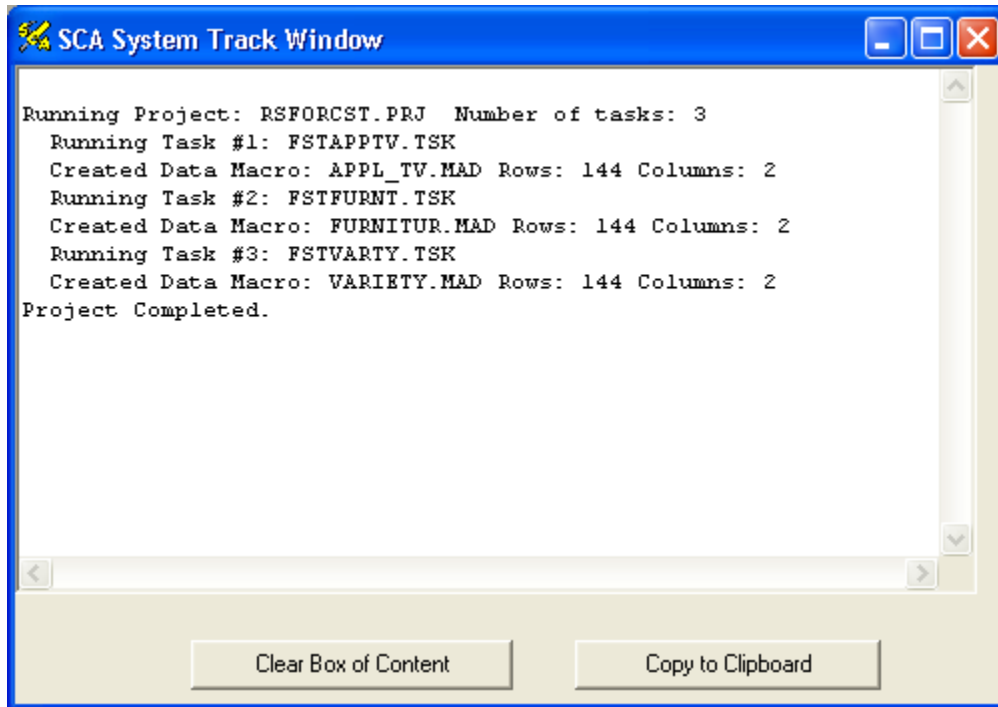 SCA System Track Window
Running Project: RSFORCST.PRJ  Number of tasks: 3
  Running Task #1: FSTAPPTV.TSK
  Created Data Macro: APPL_TV.MAD Rows: 144 Columns: 2
  Running Task #2: FSTFURNT.TSK
  Created Data Macro: FURNITUR.MAD Rows: 144 Columns: 2
  Running Task #3: FSTVARTY.TSK
  Created Data Macro: VARIETY.MAD Rows: 144 Columns: 2
Project Completed.
Clear Box of Content
Copy to Clipboard